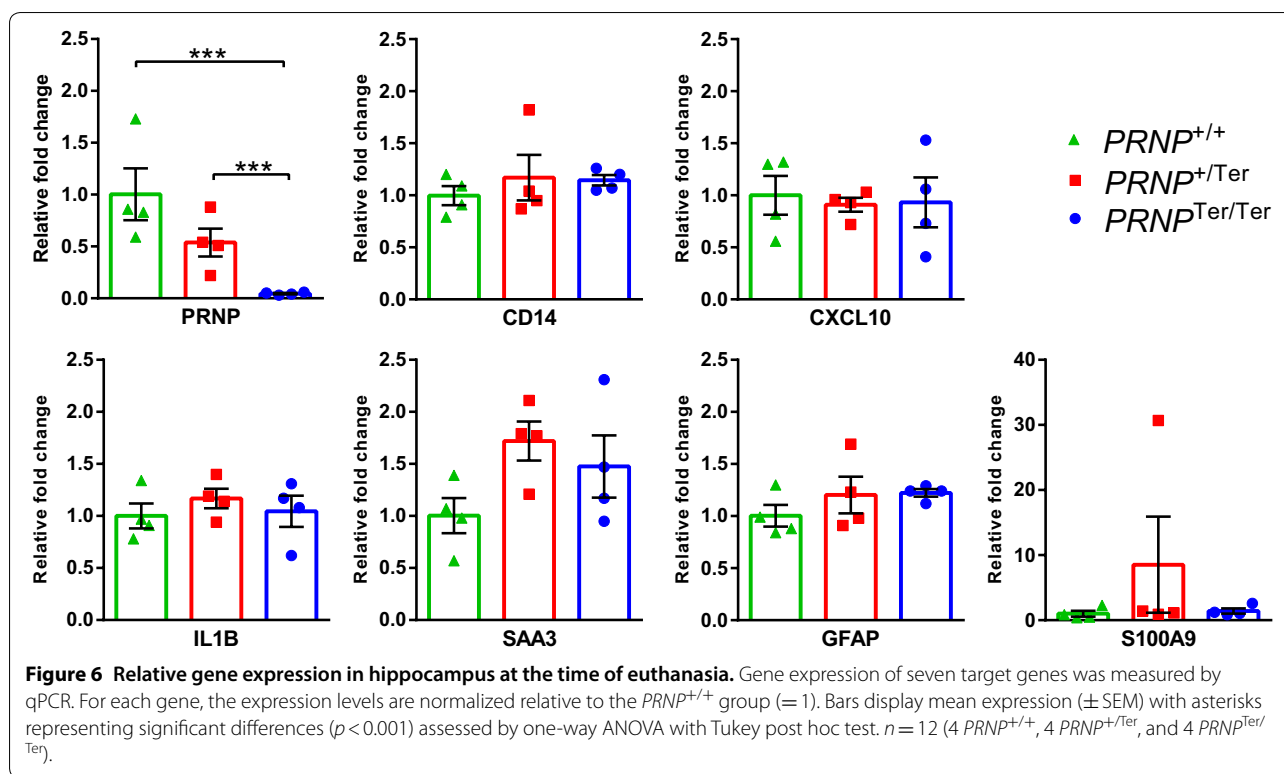 2.5
2.0
1.5
1.0
0.5
0.0
Relative fold change
***
***
PRNP
2.5
2.0
1.5
1.0
0.5
0.0
Relative fold change
CD14
2.5
2.0
1.5
1.0
0.5
0.0
Relative fold change
CXCL10
PRNP+/+
PRNP+/Ter
PRNPTer/Ter
2.5
2.0
1.5
1.0
0.5
0.0
Relative fold change
IL1B
2.5
2.0
1.5
1.0
0.5
0.0
Relative fold change
SAA3
2.5
2.0
1.5
1.0
0.5
0.0
Relative fold change
GFAP
40
30
20
10
0
Relative fold change
S100A9
Figure 6 Relative gene expression in hippocampus at the time of euthanasia. Gene expression of seven target genes was measured by
qPCR. For each gene, the expression levels are normalized relative to the PRNP+/+ group (= 1). Bars display mean expression (± SEM) with asterisks
representing significant differences (p < 0.001) assessed by one-way ANOVA with Tukey post hoc test. n = 12 (4 PRNP+/+, 4 PRNP+/Ter, and 4 PRNPTer/
Ter).